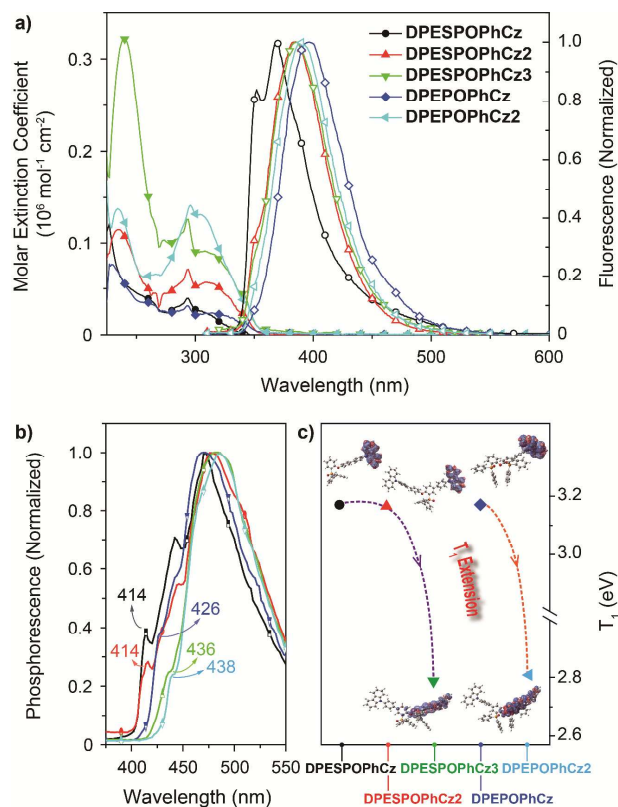 a)
DPESPOPhCz
DPESPOPhCz2
DPESPOPhCz3
DPEPOPhCz
DPEPOPhCz2
Molar Extinction Coefficient
(10⁶ mol⁻¹ cm⁻²)
0.3
0.2
0.1
0
Fluorescence (Normalized)
1.0
0.8
0.6
0.4
0.2
0
300
400
500
600
Wavelength (nm)
b)
Phosphorescence (Normalized)
1.0
0.8
0.6
0.4
0.2
0
414
414
426
436
438
400
450
500
550
Wavelength (nm)
c)
T₁ Extension
T₁ (eV)
3.2
3.1
3.0
2.8
2.7
2.6
DPESPOPhCz
DPESPOPhCz3
DPEPOPhCz2
DPESPOPhCz2
DPEPOPhCz